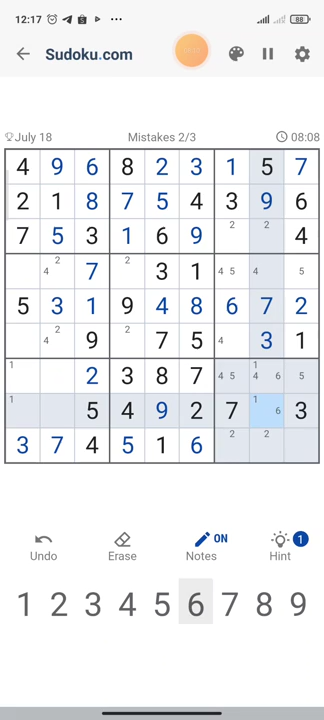 12:17 88
Sudoku.com
July 18 Mistakes 2/3 08:08
4 9 6 8 2 3 1 5 7
2 1 8 7 5 4 3 9 6
7 5 3 1 6 9 2 2 4
2 4 7 2 3 1 4 5 4 5
5 3 1 9 4 8 6 7 2
2 4 9 2 7 5 4 3 1
1 2 3 8 7 4 5 1 4 6 5
1 5 4 9 2 7 1 6 3
3 7 4 5 1 6 2 2
ON 1
Undo Erase Notes Hint
1 2 3 4 5 6 7 8 9